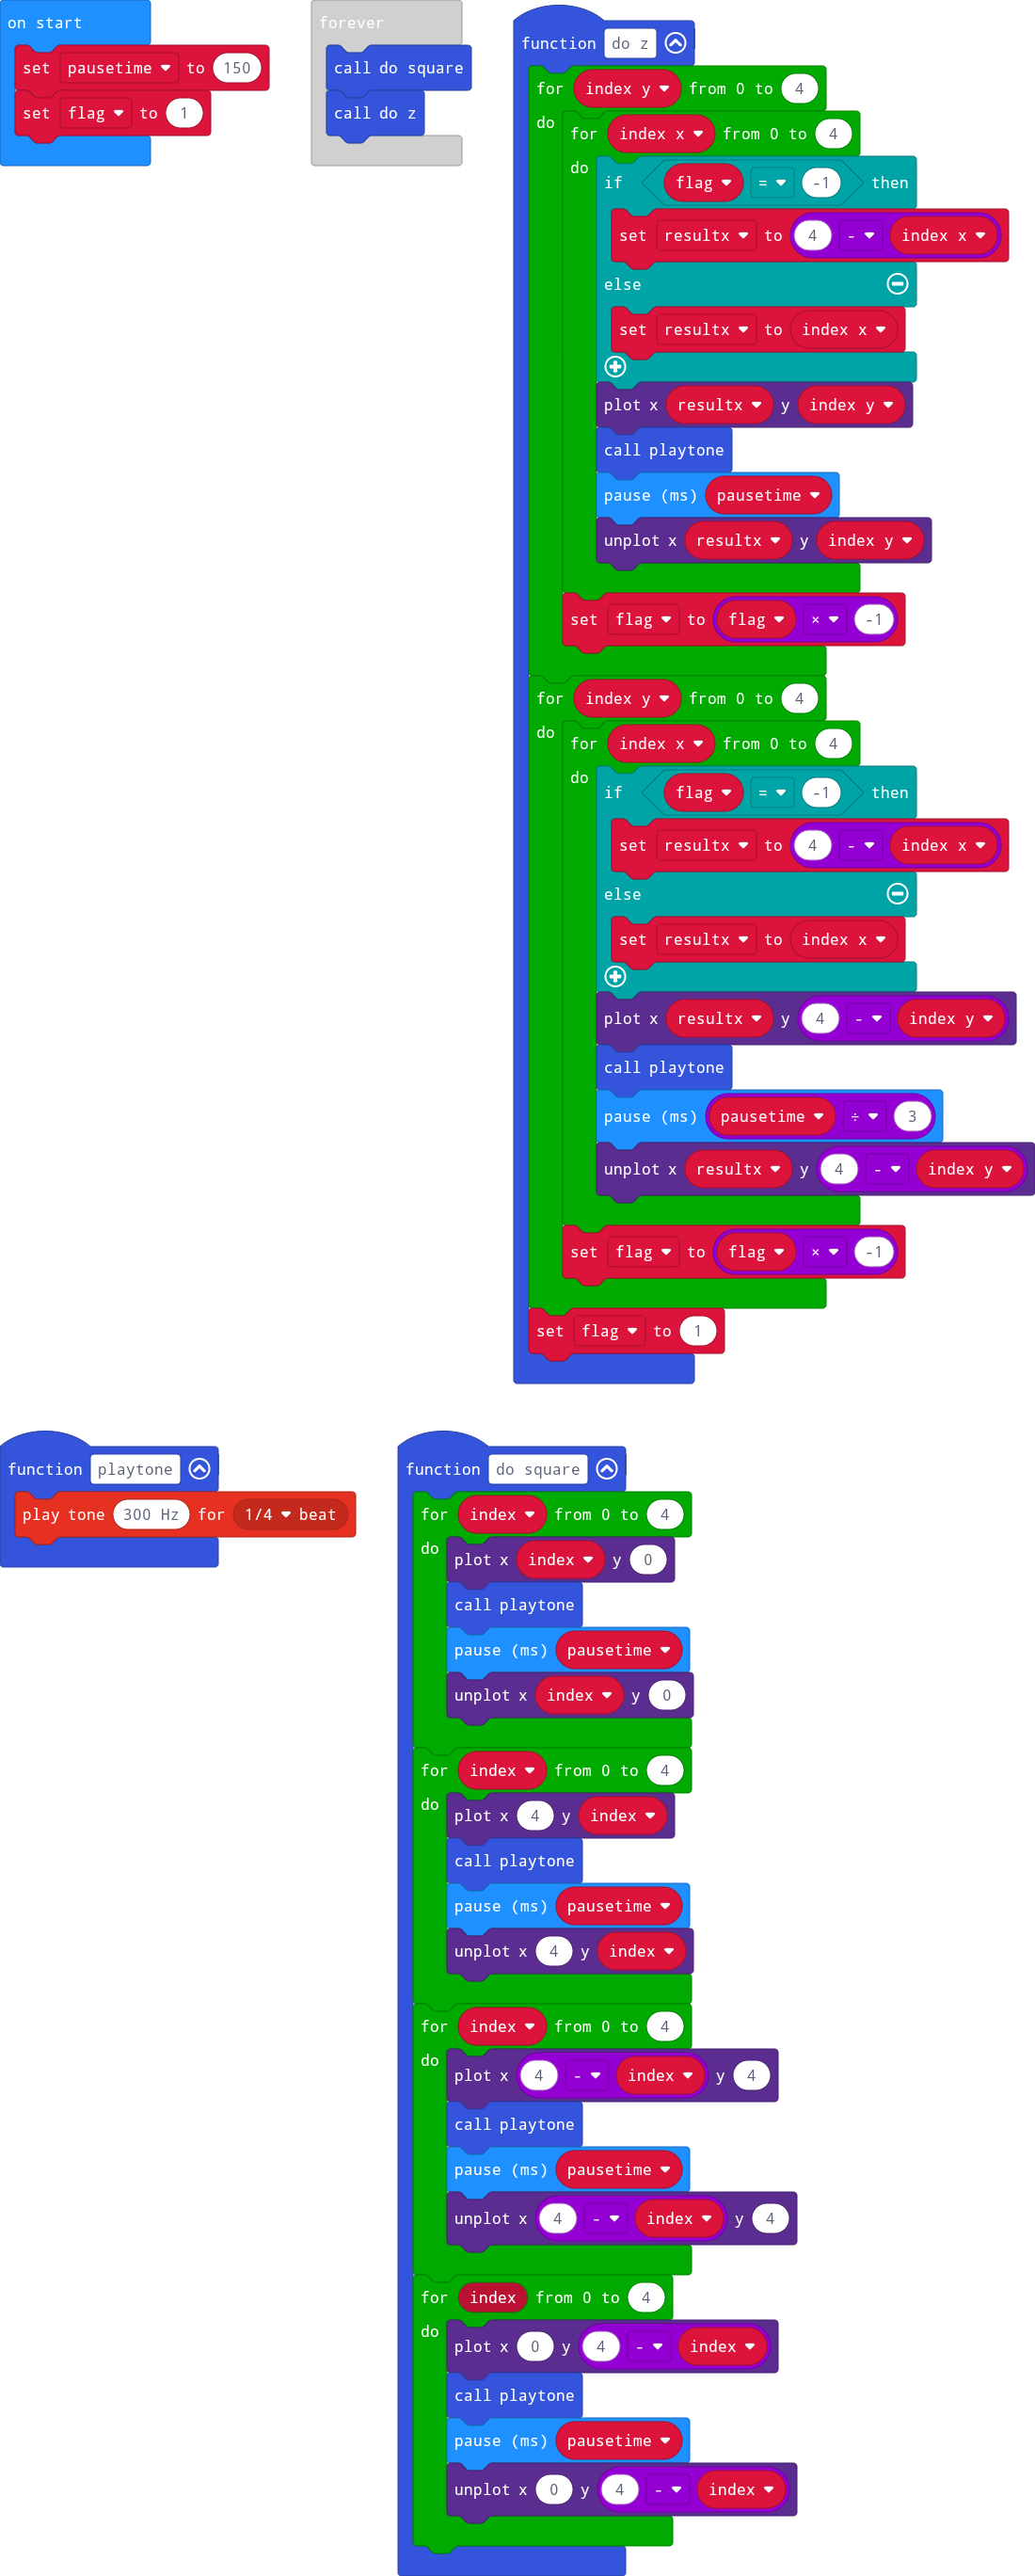 on start
set pausetime to 150
set flag to 1
forever
call do square
call do z
function do z
for index y from 0 to 4
do
for index x from 0 to 4
do
if flag = -1 then
set resultx to 4 - index x
else
set resultx to index x
plot x resultx y index y
call playtone
pause (ms) pausetime
unplot x resultx y index y
set flag to flag × -1
for index y from 0 to 4
do
for index x from 0 to 4
do
if flag = -1 then
set resultx to 4 - index x
else
set resultx to index x
plot x resultx y 4 - index y
call playtone
pause (ms) pausetime ÷ 3
unplot x resultx y 4 - index y
set flag to flag × -1
set flag to 1
function playtone
play tone 300 Hz for 1/4 beat
function do square
for index from 0 to 4
do
plot x index y 0
call playtone
pause (ms) pausetime
unplot x index y 0
for index from 0 to 4
do
plot x 4 y index
call playtone
pause (ms) pausetime
unplot x 4 y index
for index from 0 to 4
do
plot x 4 - index y 4
call playtone
pause (ms) pausetime
unplot x 4 - index y 4
for index from 0 to 4
do
plot x 0 y 4 - index
call playtone
pause (ms) pausetime
unplot x 0 y 4 - index